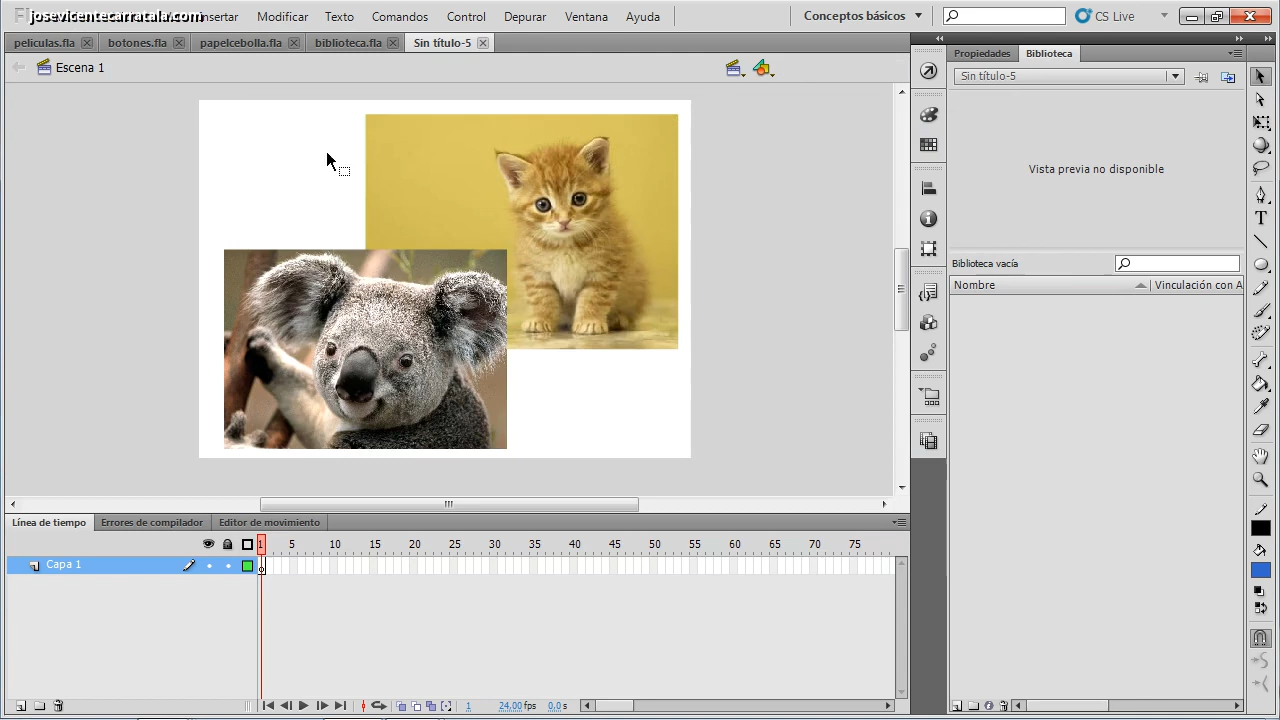 josevicentecarratala.com
Insertar Modificar Texto Comandos Control Depurar Ventana Ayuda Conceptos básicos CS Live
peliculas.fla botones.fla papelcebolla.fla biblioteca.fla Sin título-5
Propiedades Biblioteca
Escena 1
Sin título-5
Vista previa no disponible
Biblioteca vacía
Nombre Vinculación con A
Línea de tiempo Errores de compilador Editor de movimiento
1 5 10 15 20 25 30 35 40 45 50 55 60 65 70 75
Capa 1
1 24.00 fps 0.0 s